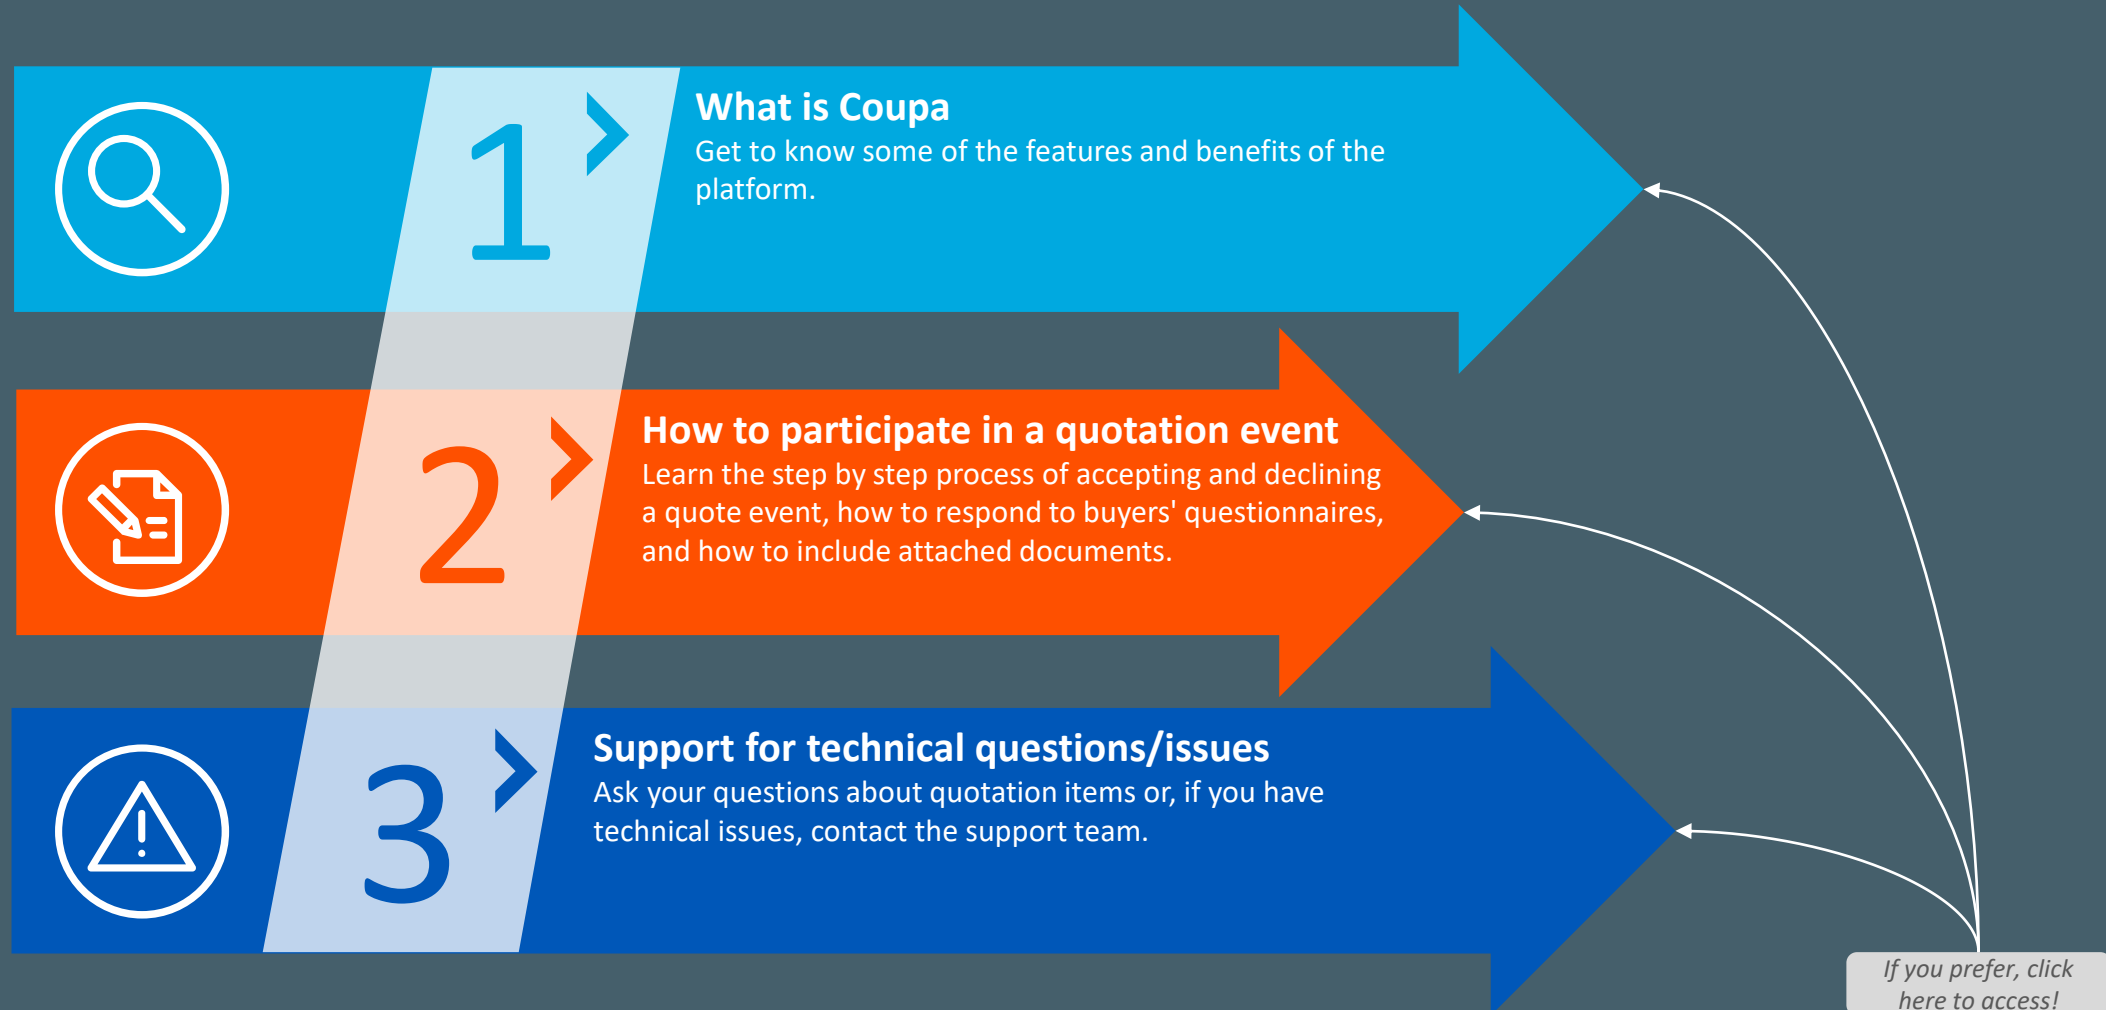 1
What is Coupa
Get to know some of the features and benefits of the
platform.
2
How to participate in a quotation event
Learn the step by step process of accepting and declining
a quote event, how to respond to buyers' questionnaires,
and how to include attached documents.
3
Support for technical questions/issues
Ask your questions about quotation items or, if you have
technical issues, contact the support team.
If you prefer, click
here to access!